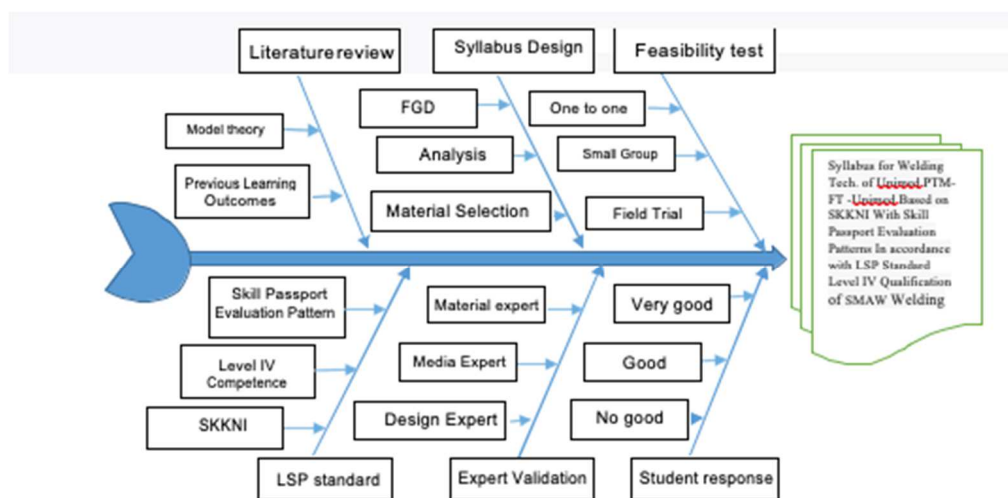 Literature review
Syllabus Design
Feasibility test
FGD
One to one
Model theory
Analysis
Small Group
Previous Learning
Outcomes
Material Selection
Field Trial
Syllabus for Welding
Tech. of Unimed PTM-
FT -Unimed Based on
SKKNI With Skill
Passport Evaluation
Patterns In accordance
with LSP Standard
Level IV Qualification
of SMAW Welding
Skill Passport
Evaluation Pattern
Material expert
Very good
Level IV
Competence
Media Expert
Good
SKKNI
Design Expert
No good
LSP standard
Expert Validation
Student response